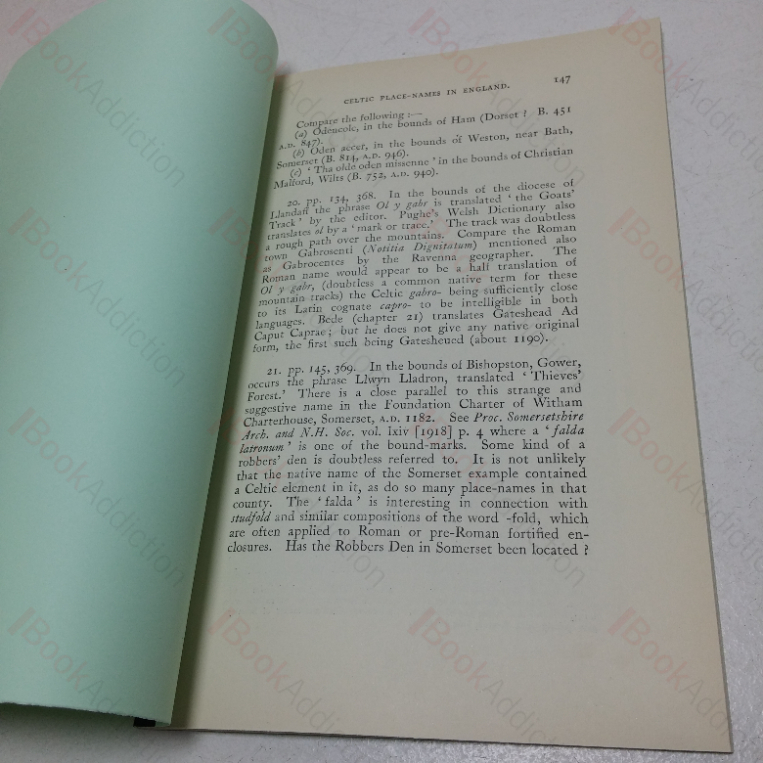 CELTIC PLACE-NAMES IN ENGLAND. 147
Compare the following :—
(a) Odencolc, in the bounds of Ham (Dorset ? B. 451
A.D. 847).
(b) Oden aecer, in the bounds of Weston, near Bath,
Somerset (B. 814, A.D. 946).
(c) ‘ Tha olde oden missenne ’ in the bounds of Christian
Malford, Wilts (B. 752, A.D. 940).
20. pp. 134, 368. In the bounds of the diocese of
Llandaff the phrase Ol y gabr is translated ‘ the Goats’
Track ’ by the editor. Pughe’s Welsh Dictionary also
translates ol by a ‘ mark or trace.’ The track was doubtless
a rough path over the mountains. Compare the Roman
town Gabrosenti (Notitia Dignitatum) mentioned also
as Gabrocentes by the Ravenna geographer. The
Roman name would appear to be a half translation of
Ol y gabr, (doubtless a common native term for these
mountain tracks) the Celtic gabro- being sufficiently close
to its Latin cognate capro- to be intelligible in both
languages. Bede (chapter 21) translates Gateshead Ad
Caput Caprae ; but he does not give any native original
form, the first such being Gatesheued (about 1190).
21. pp. 145, 369. In the bounds of Bishopston, Gower,
occurs the phrase Llwyn Lladron, translated ‘ Thieves’
Forest.’ There is a close parallel to this strange and
suggestive name in the Foundation Charter of Witham
Charterhouse, Somerset, A.D. 1182. See Proc. Somersetshire
Arch. and N.H. Soc. vol. lxiv [1918] p. 4 where a ‘ falda
latronum ’ is one of the bound-marks. Some kind of a
robbers’ den is doubtless referred to. It is not unlikely
that the native name of the Somerset example contained
a Celtic element in it, as do so many place-names in that
county. The ‘ falda ’ is interesting in connection with
studfold and similar compositions of the word -fold, which
are often applied to Roman or pre-Roman fortified en-
closures. Has the Robbers Den in Somerset been located ?
BookAddiction